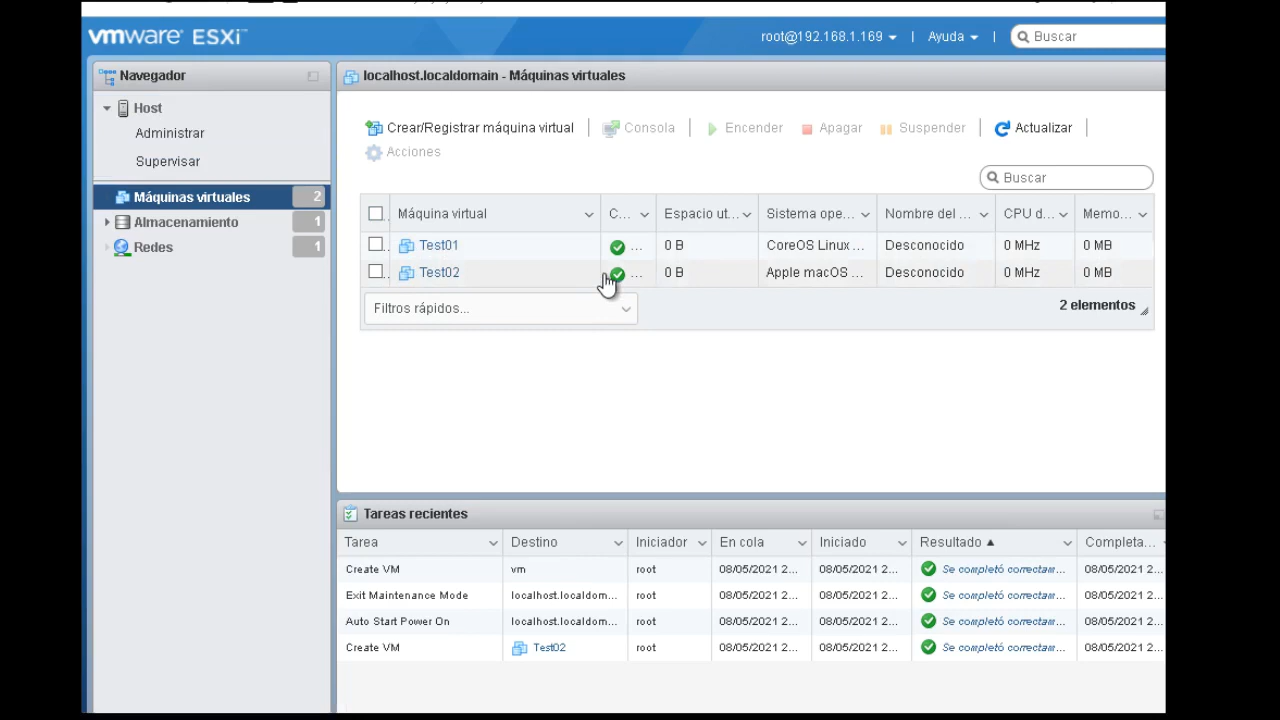 vmware ESXi
root@192.168.1.169 | Ayuda | Buscar
Navegador
Host
Administrar
Supervisar
Máquinas virtuales 2
Almacenamiento 1
Redes 1
localhost.localdomain - Máquinas virtuales
Crear/Registrar máquina virtual | Consola | Encender Apagar Suspender | Actualizar |
Acciones
Buscar
Máquina virtual C... Espacio ut... Sistema ope... Nombre del ... CPU d... Memo...
Test01 ... 0 B CoreOS Linux ... Desconocido 0 MHz 0 MB
Test02 ... 0 B Apple macOS ... Desconocido 0 MHz 0 MB
Filtros rápidos...
2 elementos
Tareas recientes
Tarea Destino Iniciador En cola Iniciado Resultado Completa...
Create VM vm root 08/05/2021 2... 08/05/2021 2... Se completó correctam... 08/05/2021 2...
Exit Maintenance Mode localhost.localdom... root 08/05/2021 2... 08/05/2021 2... Se completó correctam... 08/05/2021 2...
Auto Start Power On localhost.localdom... root 08/05/2021 2... 08/05/2021 2... Se completó correctam... 08/05/2021 2...
Create VM Test02 root 08/05/2021 2... 08/05/2021 2... Se completó correctam... 08/05/2021 2...